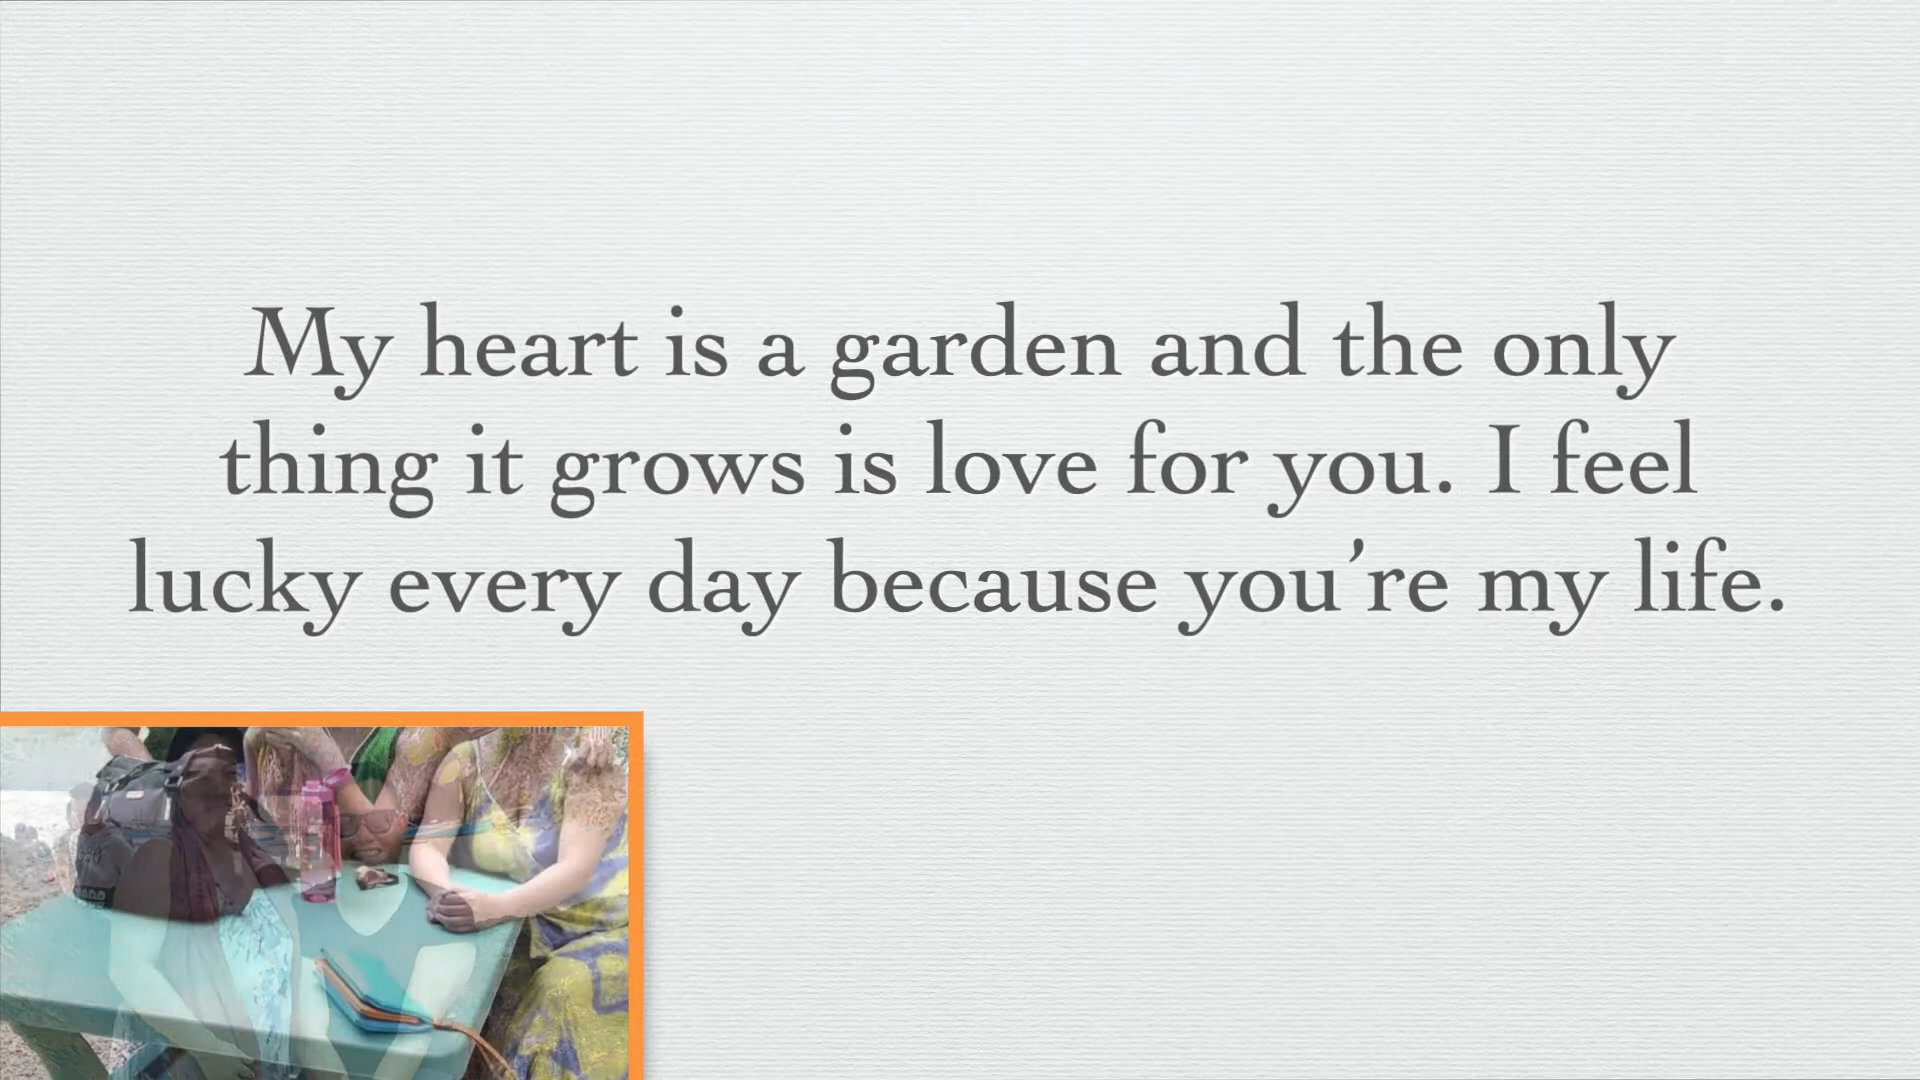 My heart is a garden and the only
thing it grows is love for you. I feel
lucky every day because you’re my life.